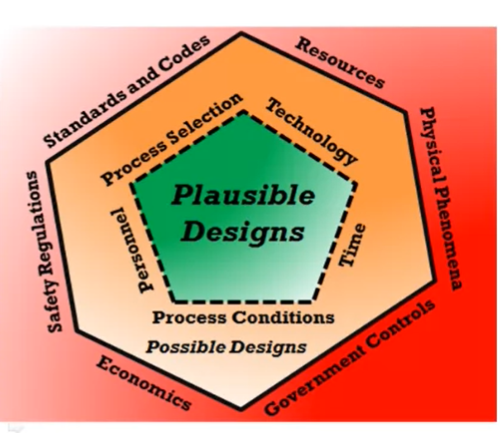 Standards and Codes
Resources
Process Selection
Technology
Physical Phenomena
Safety Regulations
Plausible
Designs
Personnel
Time
Process Conditions
Possible Designs
Economics
Government Controls